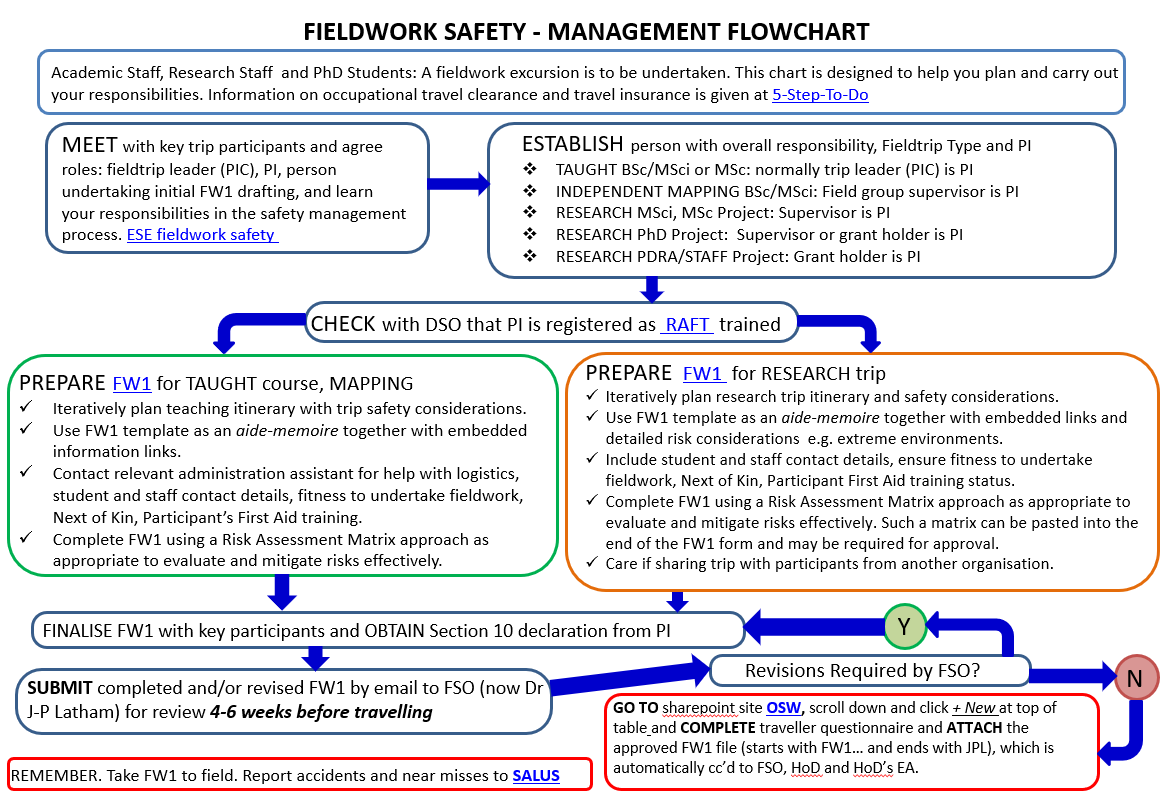 FIELDWORK SAFETY - MANAGEMENT FLOWCHART
Academic Staff, Research Staff and PhD Students: A fieldwork excursion is to be undertaken. This chart is designed to help you plan and carry out
your responsibilities. Information on occupational travel clearance and travel insurance is given at 5-Step-To-Do
MEET with key trip participants and agree
roles: fieldtrip leader (PIC), PI, person
undertaking initial FW1 drafting, and learn
your responsibilities in the safety management
process. ESE fieldwork safety
ESTABLISH person with overall responsibility, Fieldtrip Type and PI
❖ TAUGHT BSc/MSci or MSc: normally trip leader (PIC) is PI
❖ INDEPENDENT MAPPING BSc/MSci: Field group supervisor is PI
❖ RESEARCH MSci, MSc Project: Supervisor is PI
❖ RESEARCH PhD Project: Supervisor or grant holder is PI
❖ RESEARCH PDRA/STAFF Project: Grant holder is PI
CHECK with DSO that PI is registered as RAFT trained
PREPARE FW1 for TAUGHT course, MAPPING
✓ Iteratively plan teaching itinerary with trip safety considerations.
✓ Use FW1 template as an aide-memoire together with embedded
information links.
✓ Contact relevant administration assistant for help with logistics,
student and staff contact details, fitness to undertake fieldwork,
Next of Kin, Participant's First Aid training.
✓ Complete FW1 using a Risk Assessment Matrix approach as
appropriate to evaluate and mitigate risks effectively.
PREPARE FW1 for RESEARCH trip
✓ Iteratively plan research trip itinerary and safety considerations.
✓ Use FW1 template as an aide-memoire together with embedded links and
detailed risk considerations e.g. extreme environments.
✓ Include student and staff contact details, ensure fitness to undertake
fieldwork, Next of Kin, Participant First Aid training status.
✓ Complete FW1 using a Risk Assessment Matrix approach as appropriate to
evaluate and mitigate risks effectively. Such a matrix can be pasted into the
end of the FW1 form and may be required for approval.
✓ Care if sharing trip with participants from another organisation.
FINALISE FW1 with key participants and OBTAIN Section 10 declaration from PI
Y
SUBMIT completed and/or revised FW1 by email to FSO (now Dr
J-P Latham) for review 4-6 weeks before travelling
Revisions Required by FSO?
N
GO TO sharepoint site OSW, scroll down and click + New at top of
table and COMPLETE traveller questionnaire and ATTACH the
approved FW1 file (starts with FW1... and ends with JPL), which is
automatically cc'd to FSO, HoD and HoD's EA.
REMEMBER. Take FW1 to field. Report accidents and near misses to SALUS